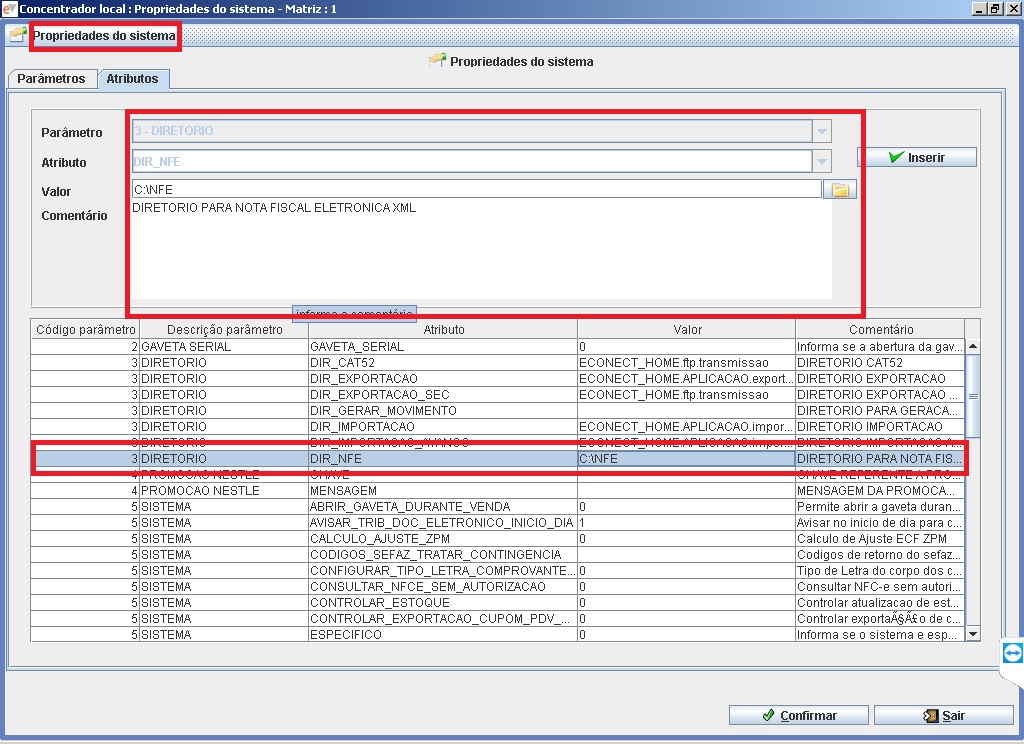 Concentrador local : Propriedades do sistema - Matriz : 1
Propriedades do sistema
Propriedades do sistema
Parâmetros Atributos
Parâmetro 3 - DIRETORIO
Atributo DIR_NFE
Inserir
Valor C:\NFE
Comentário DIRETORIO PARA NOTA FISCAL ELETRONICA XML
informe o comentário
Código parâmetro Descrição parâmetro Atributo Valor Comentário
2 GAVETA SERIAL GAVETA_SERIAL 0 Informa se a abertura da gav...
3 DIRETORIO DIR_CAT52 ECONECT_HOME.ftp.transmissao DIRETORIO CAT52
3 DIRETORIO DIR_EXPORTACAO ECONECT_HOME.APLICACAO.export... DIRETORIO EXPORTACAO
3 DIRETORIO DIR_EXPORTACAO_SEC ECONECT_HOME.ftp.transmissao DIRETORIO EXPORTACAO ...
3 DIRETORIO DIR_GERAR_MOVIMENTO DIRETORIO PARA GERACA...
3 DIRETORIO DIR_IMPORTACAO ECONECT_HOME.APLICACAO.impor... DIRETORIO IMPORTACAO
3 DIRETORIO DIR_IMPORTACAO_AVANCO ECONECT_HOME.APLICACAO.impor... DIRETORIO IMPORTACAO A...
3 DIRETORIO DIR_NFE C:\NFE DIRETORIO PARA NOTA FIS...
4 PROMOCAO NESTLE CHAVE CHAVE REFERENTE A PRO...
4 PROMOCAO NESTLE MENSAGEM MENSAGEM DA PROMOCA...
5 SISTEMA ABRIR_GAVETA_DURANTE_VENDA 0 Permite abrir a gaveta duran...
5 SISTEMA AVISAR_TRIB_DOC_ELETRONICO_INICIO_DIA 1 Avisar no inicio de dia para c...
5 SISTEMA CALCULO_AJUSTE_ZPM 0 Calculo de Ajuste ECF ZPM
5 SISTEMA CODIGOS_SEFAZ_TRATAR_CONTINGENCIA Codigos de retorno do sefaz...
5 SISTEMA CONFIGURAR_TIPO_LETRA_COMPROVANTE... 0 Tipo de Letra do corpo dos c...
5 SISTEMA CONSULTAR_NFCE_SEM_AUTORIZACAO 0 Consultar NFC-e sem autori...
5 SISTEMA CONTROLAR_ESTOQUE 0 Controlar atualizacao de est...
5 SISTEMA CONTROLAR_EXPORTACAO_CUPOM_PDV_... 0 Controlar exportaÃ§Ã£o de c...
5 SISTEMA ESPECIFICO 0 Informa se o sistema e esp...
Confirmar Sair